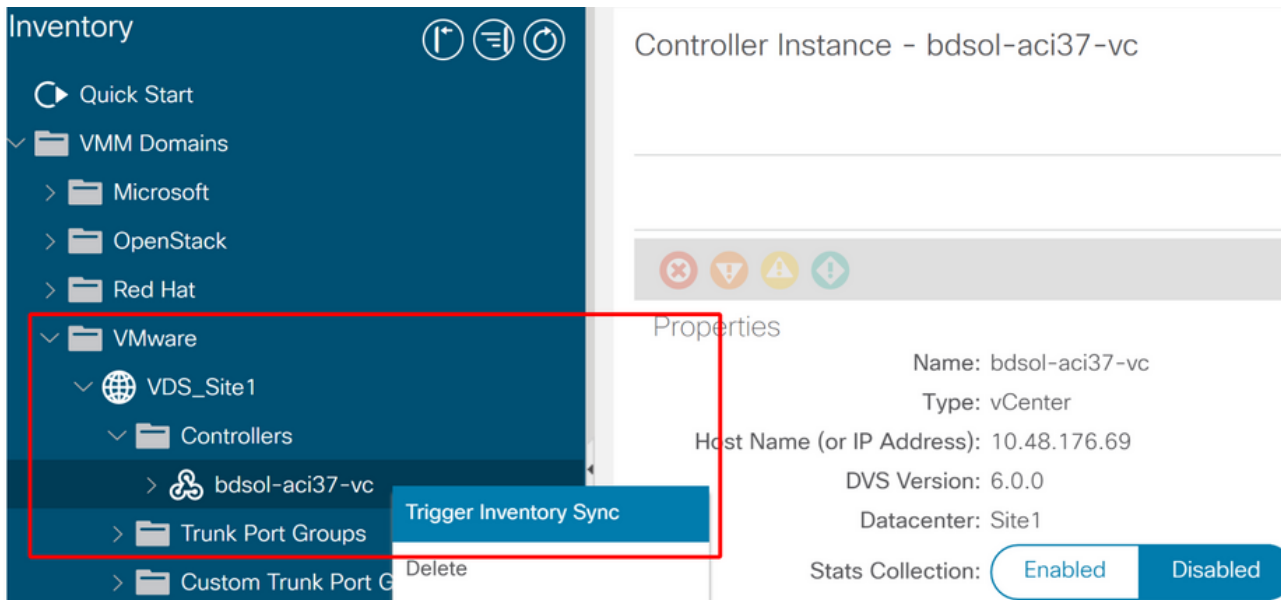 Inventory
Quick Start
VMM Domains
Microsoft
OpenStack
Red Hat
VMware
VDS_Site1
Controllers
bdsol-aci37-vc
Trunk Port Groups
Custom Trunk Port G
Trigger Inventory Sync
Delete
Controller Instance - bdsol-aci37-vc
Properties
Name: bdsol-aci37-vc
Type: vCenter
Host Name (or IP Address): 10.48.176.69
DVS Version: 6.0.0
Datacenter: Site1
Stats Collection: Enabled Disabled